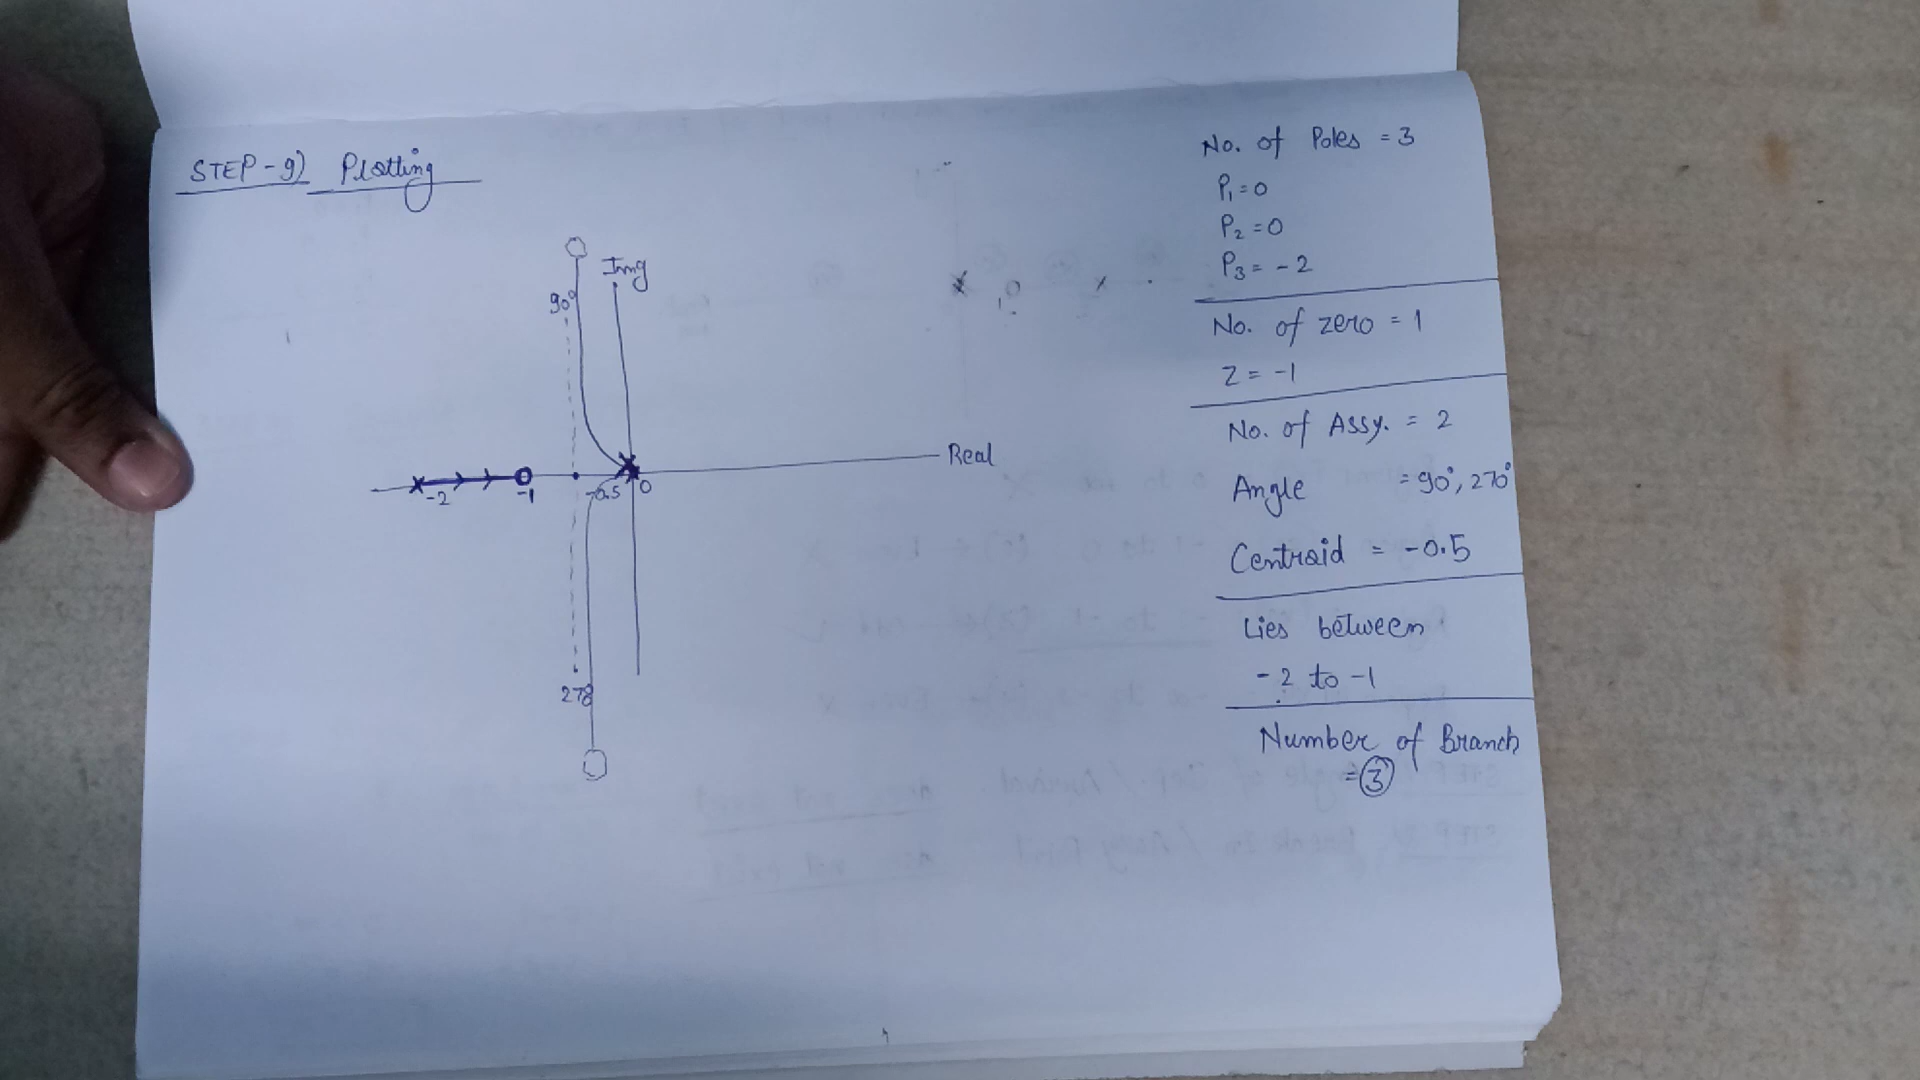 STEP-9) Plotting
Img
90°
Real
-2
-1
-0.5
0
270
No. of Poles = 3
P₁ = 0
P₂ = 0
P₃ = -2
No. of zero = 1
Z = -1
No. of Assy. = 2
Angle = 90°, 270°
Centroid = -0.5
Lies between
-2 to -1
Number of Branch
= 3